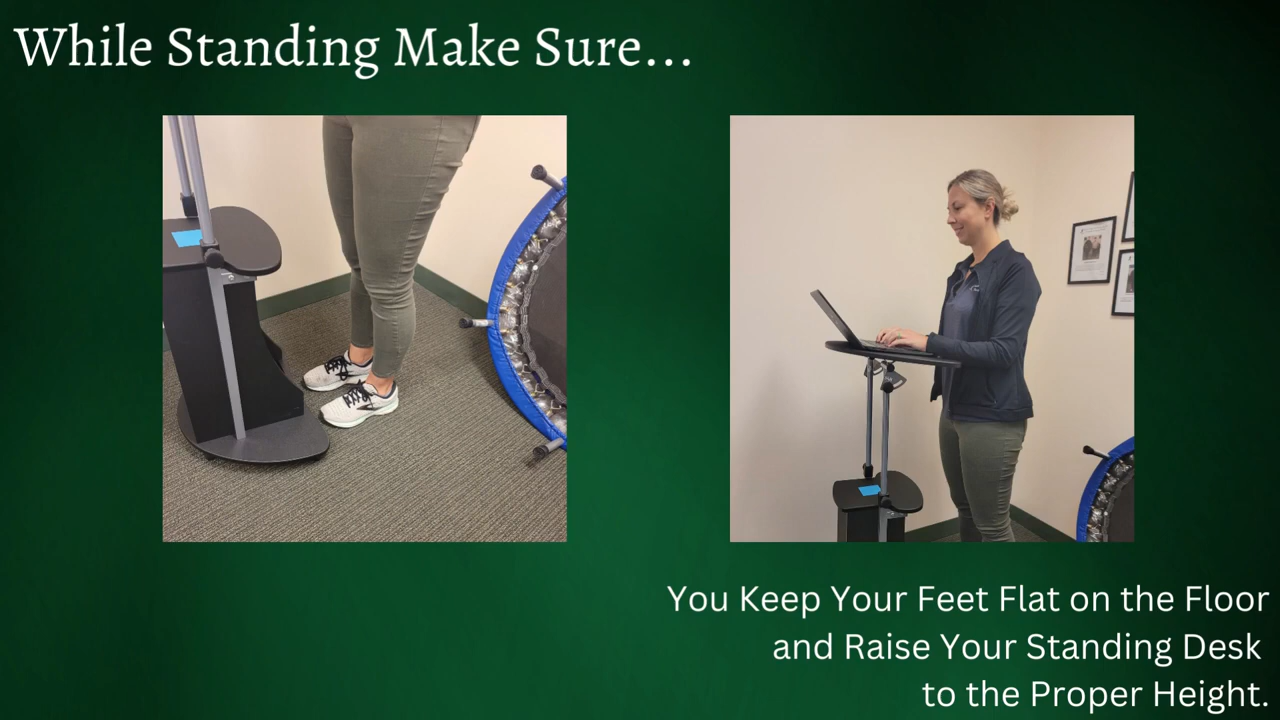 While Standing Make Sure...
You Keep Your Feet Flat on the Floor
and Raise Your Standing Desk
to the Proper Height.